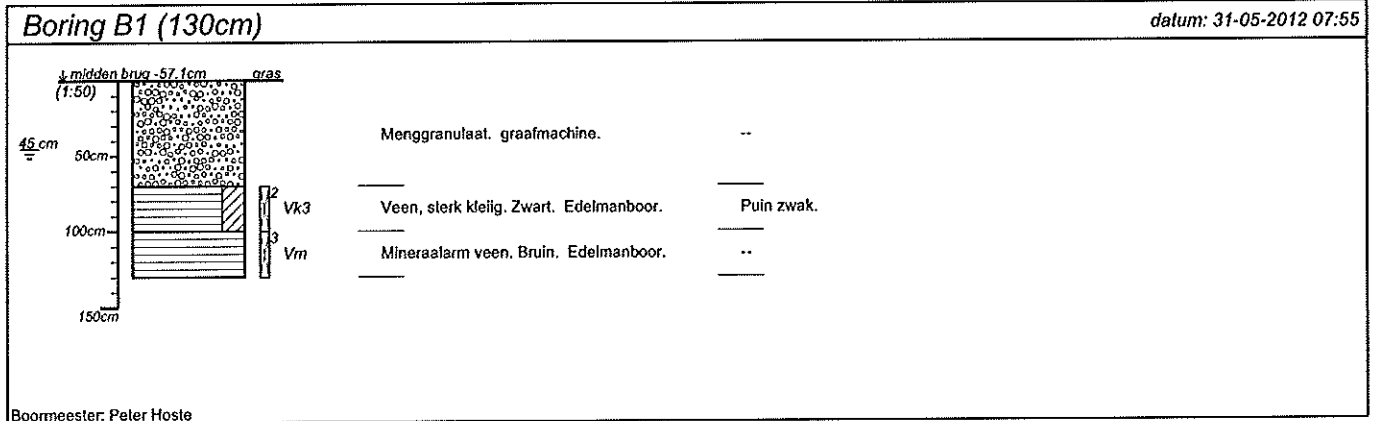 Boring B1 (130cm)
datum: 31-05-2012 07:55
↓ midden brug -57.1cm gras
(1:50)
45 cm
50cm
Menggranulaat. graafmachine. --
2
Vk3 Veen, sterk kleiig. Zwart. Edelmanboor. Puin zwak.
100cm
3
Vm Mineraalarm veen. Bruin. Edelmanboor. --
150cm
Boormeester: Peter Hoste